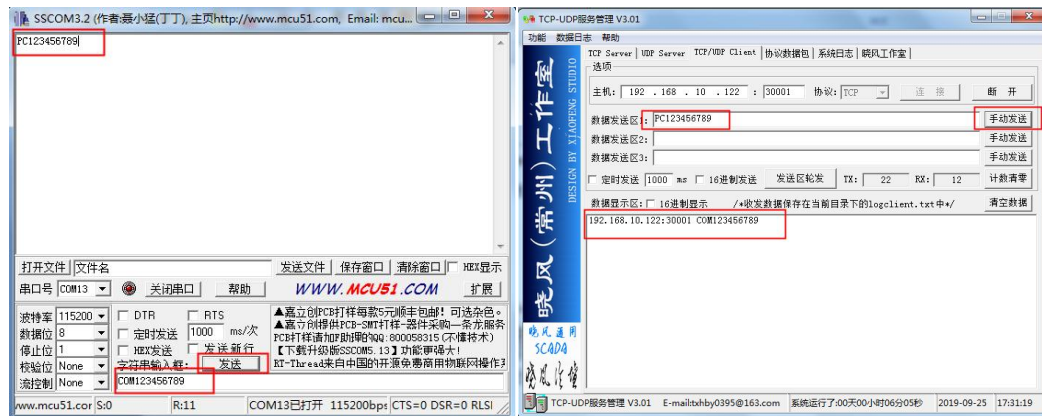 SSCOM3.2 (作者:聂小猛(丁丁), 主页http://www.mcu51.com, Email: mcu...
PC123456789
打开文件 文件名 发送文件 保存窗口 清除窗口 HEX显示
串口号 COM13 关闭串口 帮助 WWW.MCU51.COM 扩展
波特率 115200 DTR RTS
数据位 8 定时发送 1000 ms/次
停止位 1 HEX发送 发送新行
校验位 None 字符串输入框: 发送
流控制 None COM123456789
▲嘉立创PCB打样每款5元顺丰包邮! 可选杂色。
▲嘉立创提供PCB-SMT打样-器件采购一条龙服务
【下载升级版SSCOM5.13】功能更强大!
RT-Thread来自中国的开源免费商用物联网操作系
www.mcu51.cor S:0 R:11 COM13已打开 115200bps CTS=0 DSR=0 RLSI
TCP-UDP服务管理 V3.01
功能 数据日志 帮助
TCP Server UDP Server TCP/UDP Client 协议数据包 系统日志 晓风工作室
选项
主机: 192 .168 . 10 .122 : 30001 协议: TCP 连 接 断 开
数据发送区1: PC123456789 手动发送
数据发送区2: 手动发送
数据发送区3: 手动发送
定时发送 1000 ms 16进制发送 发送区轮发 TX: 22 RX: 12 计数清零
数据显示区: 16进制显示 /*收发数据保存在当前目录下的logclient.txt中*/ 清空数据
192.168.10.122:30001 COM123456789
晓风(常州)工作室
DESIGN BY XIAOFENG STUDIO
晓风通用
SCADA
TCP-UDP服务管理 V3.01 E-mail:txhby0395@163.com 系统运行了:00天00小时06分05秒 2019-09-25 17:31:19